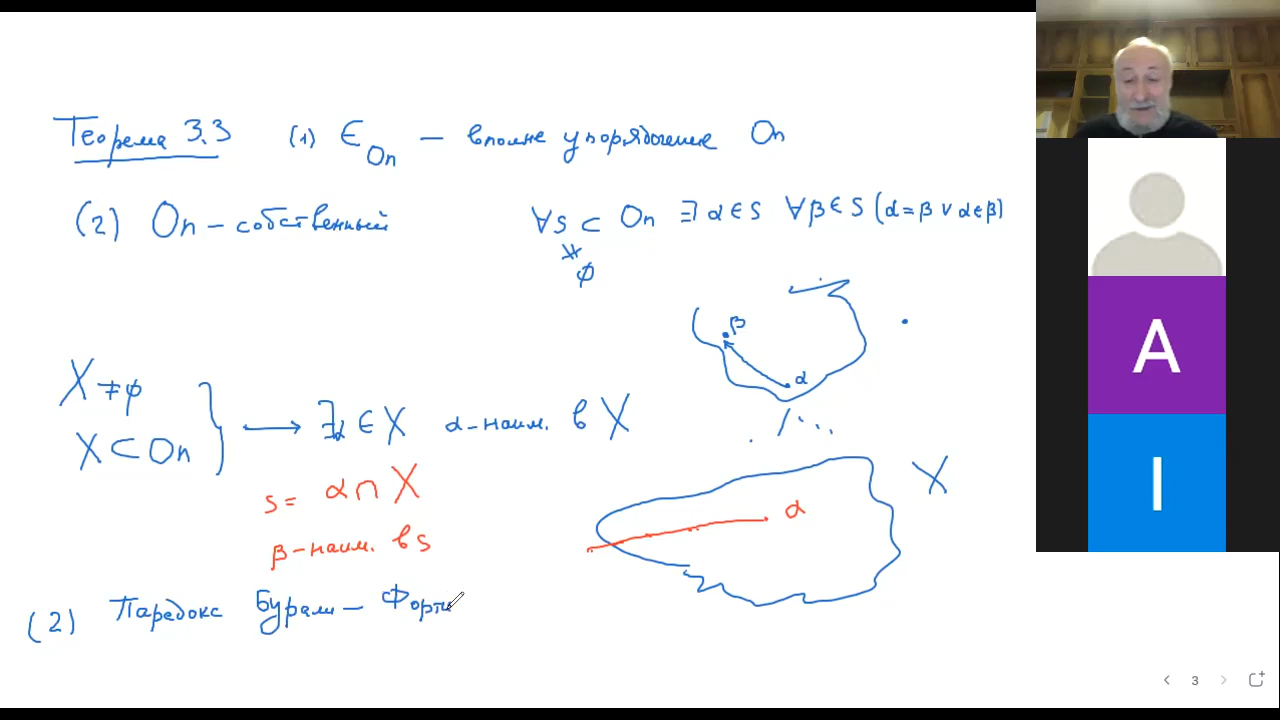 Теорема 3.3 (1) ∈_On – вполне упорядочение On
(2) On – собственный ∀S ⊂ On ∃α∈S ∀β∈S (α=β ∨ α∈β)
≠
∅
β
α
X ≠ ∅
X ⊂ On } → ∃α ∈ X α-наим. в X
X
S = α ∩ X
α
β-наим. в S
(2) Парадокс Бурали – Форти
A
I
3